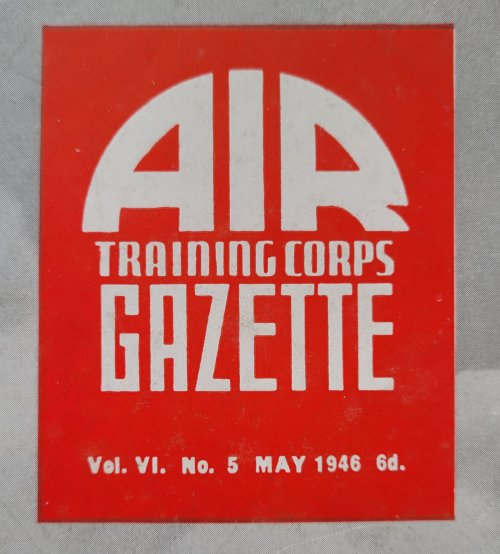 AIR
TRAINING CORPS
GAZETTE
Vol. VI. No. 5 MAY 1946 6d.